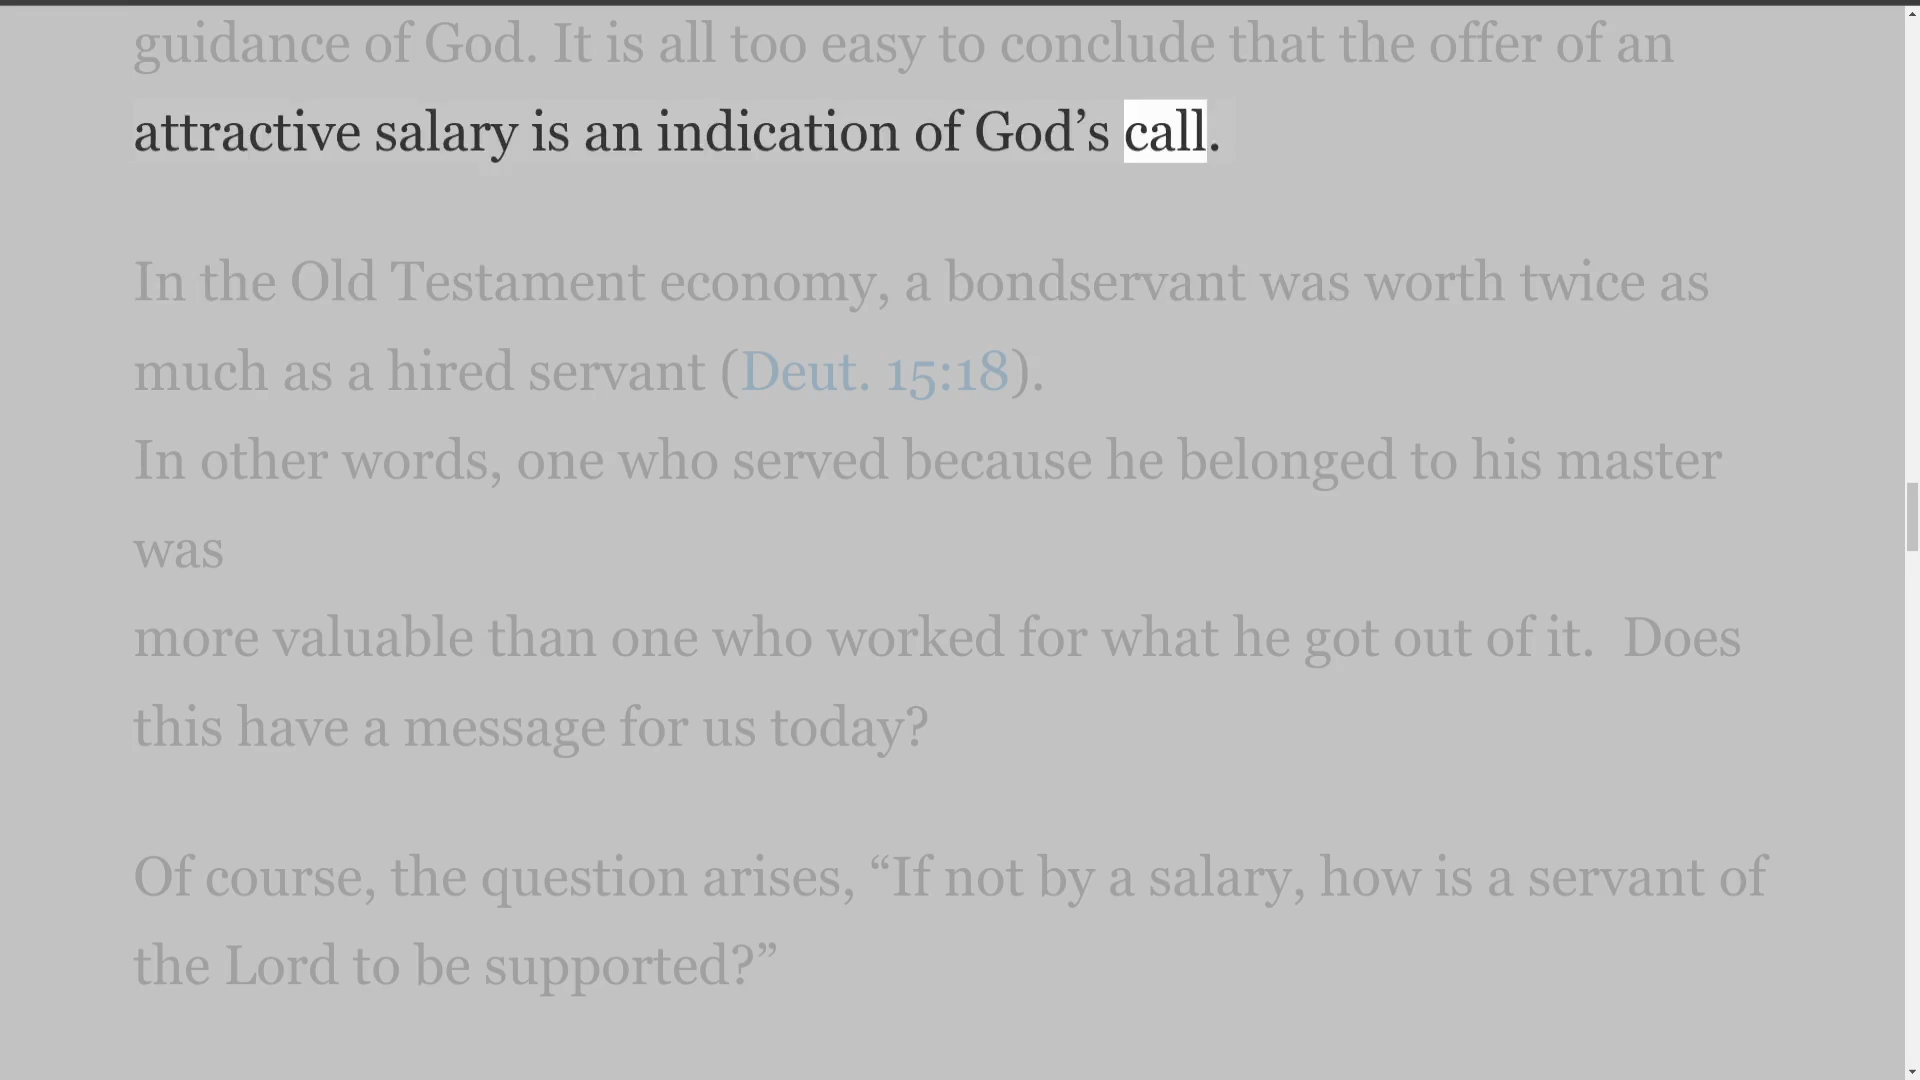 guidance of God. It is all too easy to conclude that the offer of an
attractive salary is an indication of God’s call.
In the Old Testament economy, a bondservant was worth twice as
much as a hired servant (Deut. 15:18).
In other words, one who served because he belonged to his master
was
more valuable than one who worked for what he got out of it.  Does
this have a message for us today?
Of course, the question arises, “If not by a salary, how is a servant of
the Lord to be supported?”